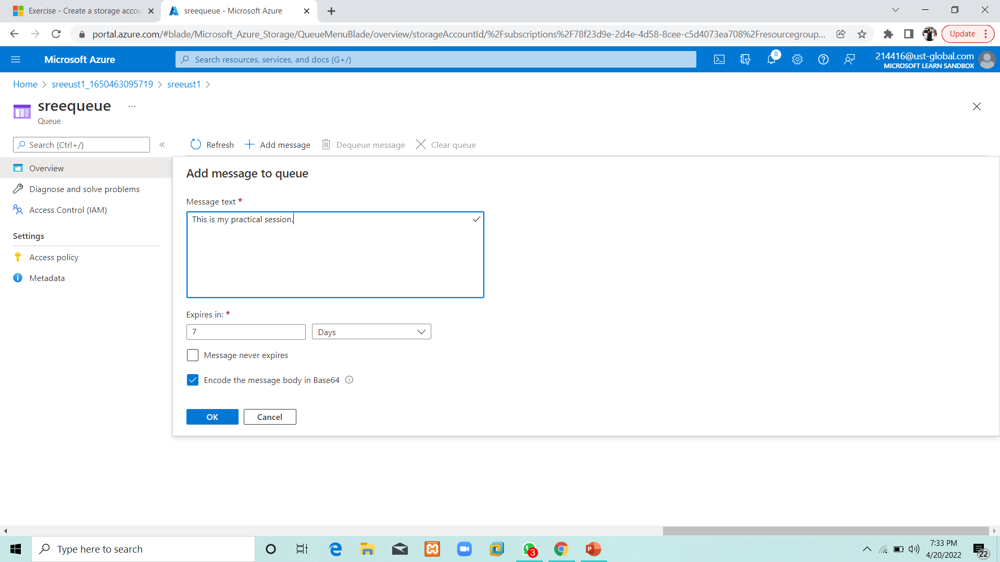 Exercise - Create a storage accou
sreequeue - Microsoft Azure
portal.azure.com/#blade/Microsoft_Azure_Storage/QueueMenuBlade/overview/storageAccountId/%2Fsubscriptions%2F78f23d9e-2d4e-4d58-8cee-c5d4073ea708%2Fresourcegroup...
Update
Microsoft Azure
Search resources, services, and docs (G+/)
8
214416@ust-global.com
MICROSOFT LEARN SANDBOX
Home > sreeust1_1650463095719 > sreeust1 >
sreequeue ...
Queue
Search (Ctrl+/)
«
Refresh
Add message
Dequeue message
Clear queue
Overview
Diagnose and solve problems
Access Control (IAM)
Settings
Access policy
Metadata
Add message to queue
Message text *
This is my practical session.
Expires in: *
7
Days
Message never expires
Encode the message body in Base64
OK
Cancel
Type here to search
3
7:33 PM
4/20/2022
22